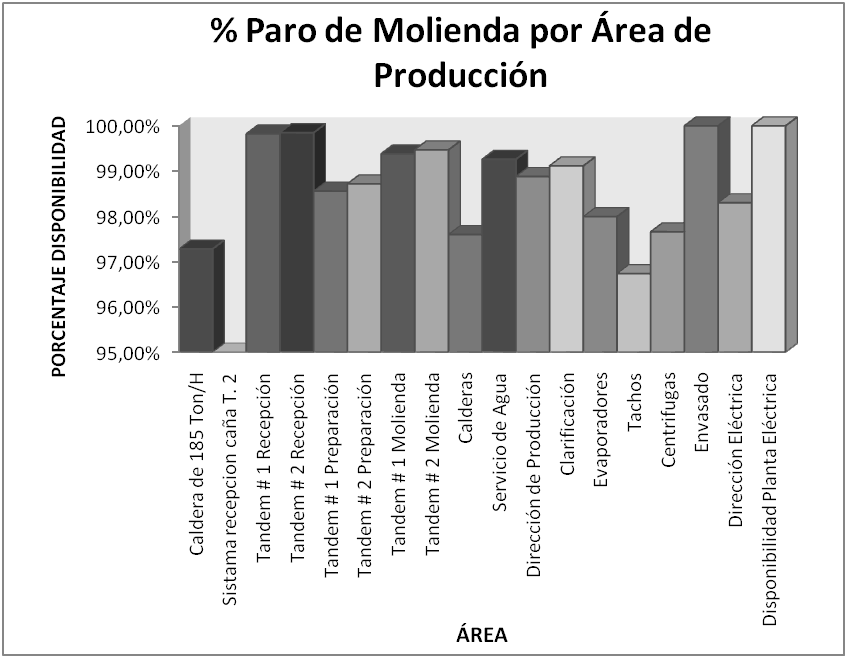 % Paro de Molienda por Área de
Producción
PORCENTAJE DISPONIBILIDAD
100,00%
99,00%
98,00%
97,00%
96,00%
95,00%
Caldera de 185 Ton/H
Sistama recepcion caña T. 2
Tandem # 1 Recepción
Tandem # 2 Recepción
Tandem # 1 Preparación
Tandem # 2 Preparación
Tandem # 1 Molienda
Tandem # 2 Molienda
Calderas
Servicio de Agua
Dirección de Producción
Clarificación
Evaporadores
Tachos
Centrifugas
Envasado
Dirección Eléctrica
Disponibilidad Planta Eléctrica
ÁREA